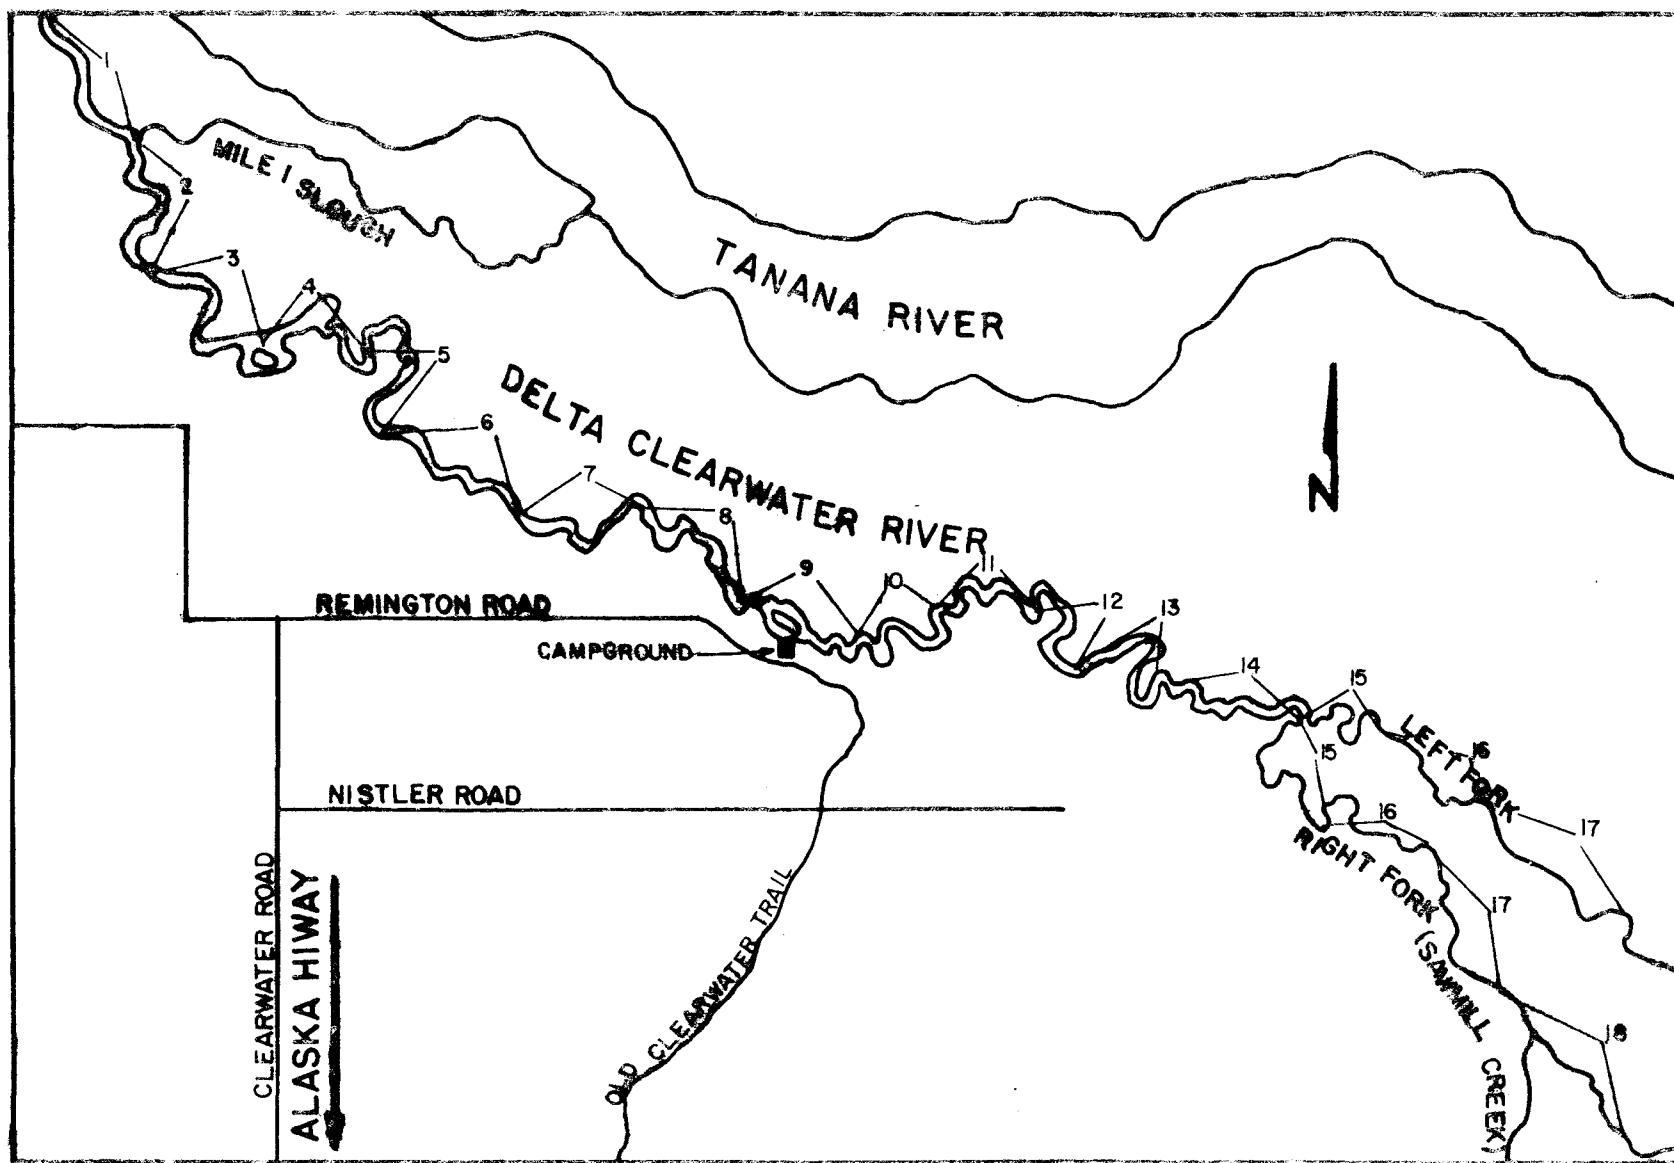 1
MILE 1 SLOUGH
2
3
4
TANANA RIVER
5
DELTA CLEARWATER RIVER
6
7
8
N
9
10
11
12
13
REMINGTON ROAD
CAMPGROUND
14
15
LEFT FORK
15
16
NISTLER ROAD
16
17
RIGHT FORK (SAWMILL CREEK)
17
CLEARWATER ROAD
ALASKA HIWAY
OLD CLEARWATER TRAIL
18